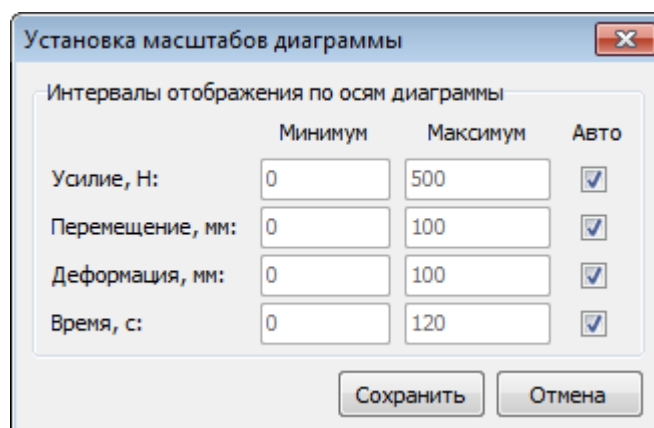 Установка масштабов диаграммы
Интервалы отображения по осям диаграммы
Минимум Максимум Авто
Усилие, Н: 0 500
Перемещение, мм: 0 100
Деформация, мм: 0 100
Время, с: 0 120
Сохранить Отмена